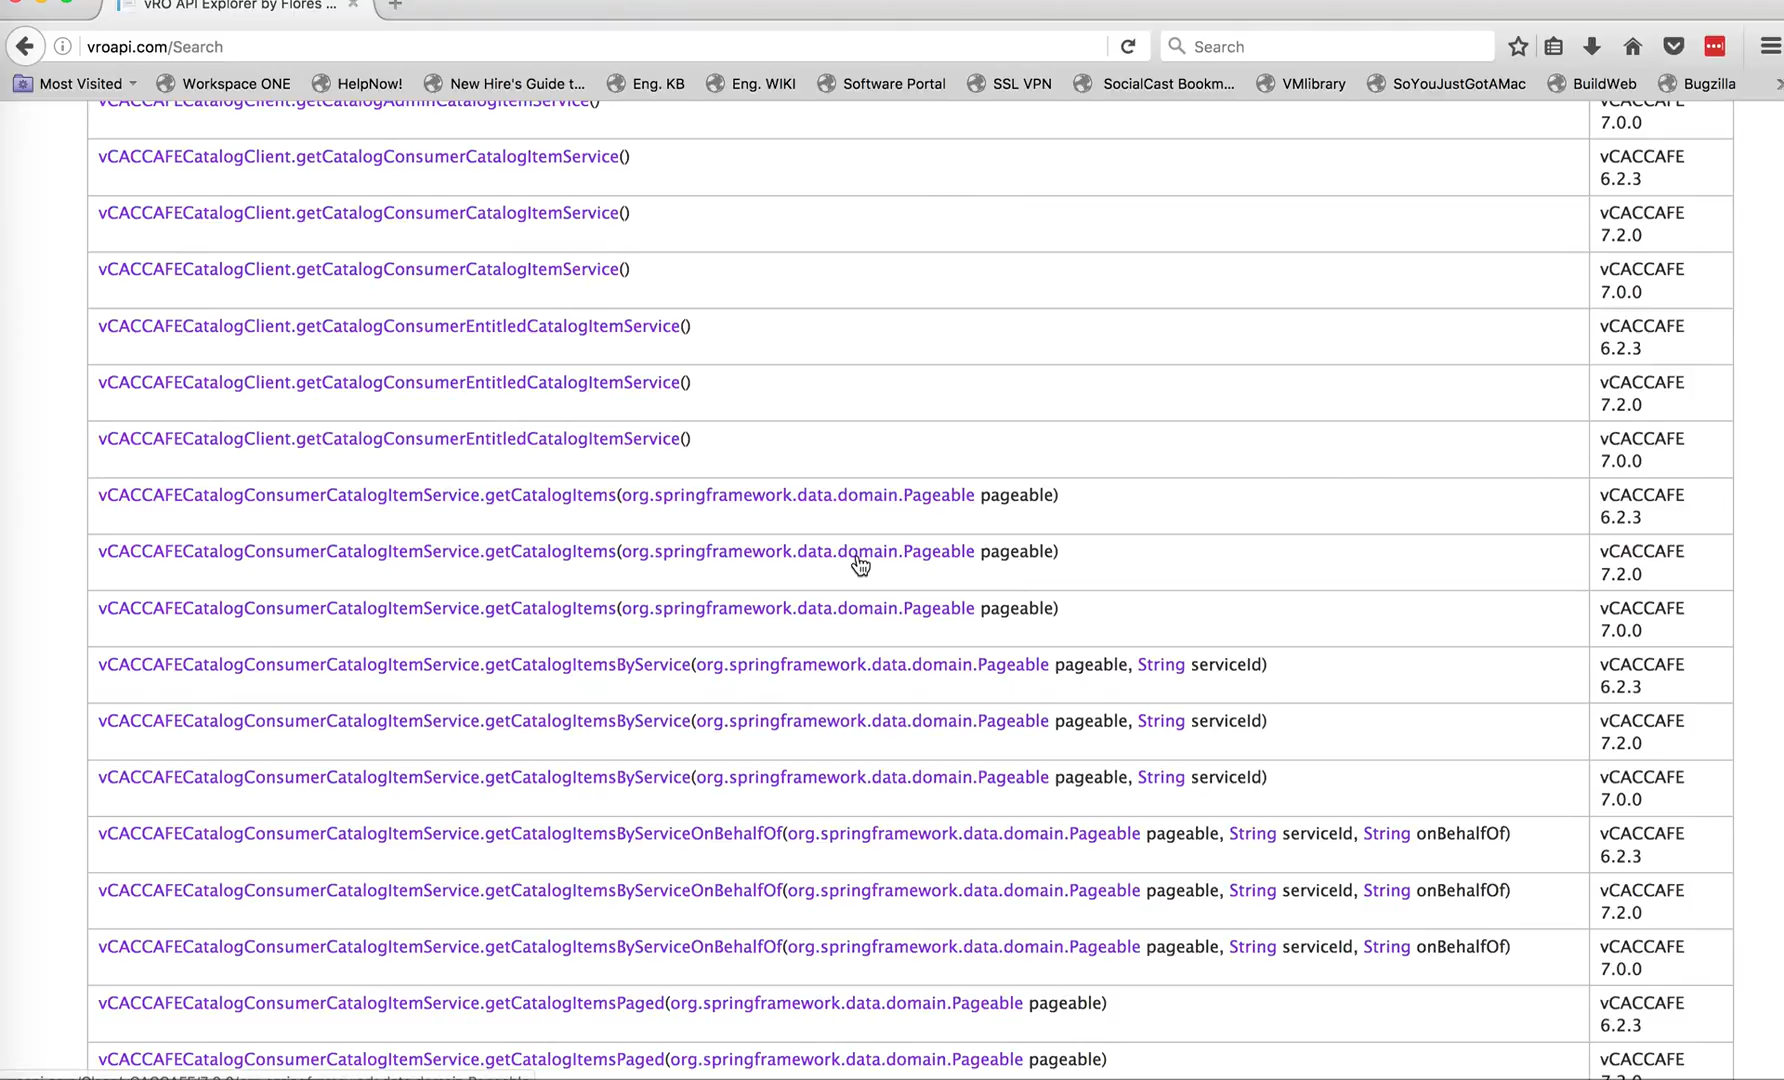 vRO API Explorer by Flores ...
vroapi.com/Search
Search
Most Visited Workspace ONE HelpNow! New Hire's Guide t... Eng. KB Eng. WIKI Software Portal SSL VPN SocialCast Bookm... VMlibrary SoYouJustGotAMac BuildWeb Bugzilla
vCACCAFECatalogClient.getCatalogAdminCatalogItemService() vCACCAFE
7.0.0
vCACCAFECatalogClient.getCatalogConsumerCatalogItemService() vCACCAFE
6.2.3
vCACCAFECatalogClient.getCatalogConsumerCatalogItemService() vCACCAFE
7.2.0
vCACCAFECatalogClient.getCatalogConsumerCatalogItemService() vCACCAFE
7.0.0
vCACCAFECatalogClient.getCatalogConsumerEntitledCatalogItemService() vCACCAFE
6.2.3
vCACCAFECatalogClient.getCatalogConsumerEntitledCatalogItemService() vCACCAFE
7.2.0
vCACCAFECatalogClient.getCatalogConsumerEntitledCatalogItemService() vCACCAFE
7.0.0
vCACCAFECatalogConsumerCatalogItemService.getCatalogItems(org.springframework.data.domain.Pageable pageable) vCACCAFE
6.2.3
vCACCAFECatalogConsumerCatalogItemService.getCatalogItems(org.springframework.data.domain.Pageable pageable) vCACCAFE
7.2.0
vCACCAFECatalogConsumerCatalogItemService.getCatalogItems(org.springframework.data.domain.Pageable pageable) vCACCAFE
7.0.0
vCACCAFECatalogConsumerCatalogItemService.getCatalogItemsByService(org.springframework.data.domain.Pageable pageable, String serviceId) vCACCAFE
6.2.3
vCACCAFECatalogConsumerCatalogItemService.getCatalogItemsByService(org.springframework.data.domain.Pageable pageable, String serviceId) vCACCAFE
7.2.0
vCACCAFECatalogConsumerCatalogItemService.getCatalogItemsByService(org.springframework.data.domain.Pageable pageable, String serviceId) vCACCAFE
7.0.0
vCACCAFECatalogConsumerCatalogItemService.getCatalogItemsByServiceOnBehalfOf(org.springframework.data.domain.Pageable pageable, String serviceId, String onBehalfOf) vCACCAFE
6.2.3
vCACCAFECatalogConsumerCatalogItemService.getCatalogItemsByServiceOnBehalfOf(org.springframework.data.domain.Pageable pageable, String serviceId, String onBehalfOf) vCACCAFE
7.2.0
vCACCAFECatalogConsumerCatalogItemService.getCatalogItemsByServiceOnBehalfOf(org.springframework.data.domain.Pageable pageable, String serviceId, String onBehalfOf) vCACCAFE
7.0.0
vCACCAFECatalogConsumerCatalogItemService.getCatalogItemsPaged(org.springframework.data.domain.Pageable pageable) vCACCAFE
6.2.3
vCACCAFECatalogConsumerCatalogItemService.getCatalogItemsPaged(org.springframework.data.domain.Pageable pageable) vCACCAFE